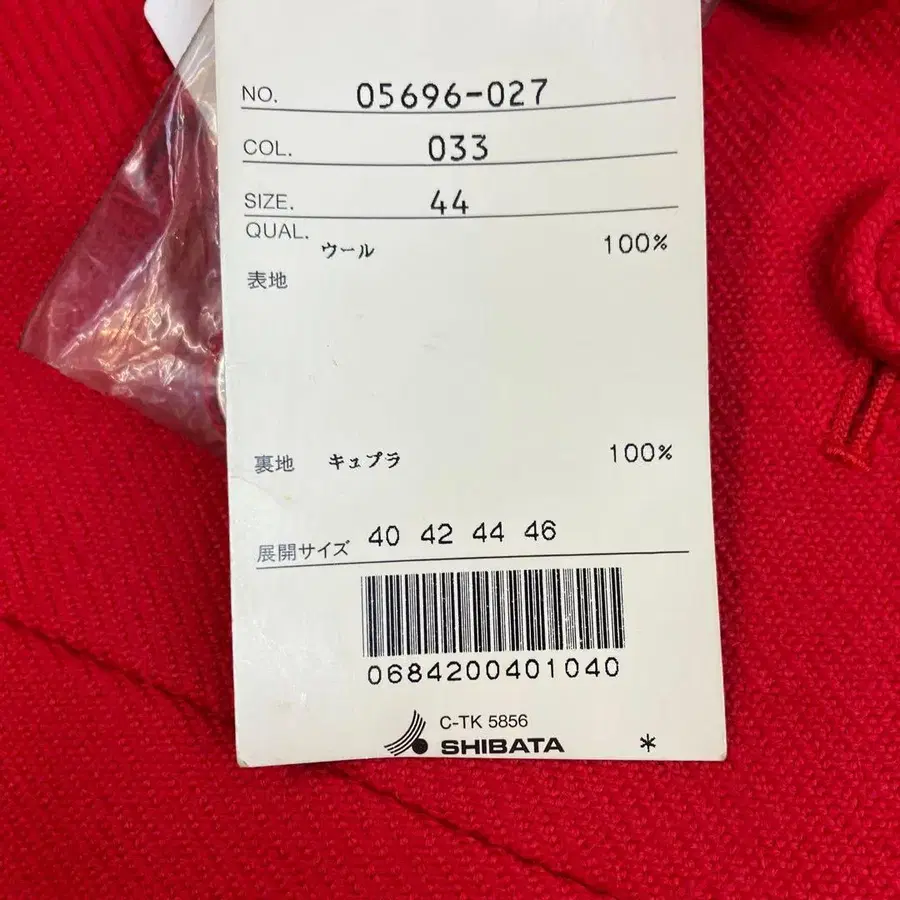 NO. 05696-027
COL. 033
SIZE. 44
QUAL.
ウール 100%
表地
裏地 キュプラ 100%
展開サイズ 40 42 44 46
0684200401040
C-TK 5856
SHIBATA *